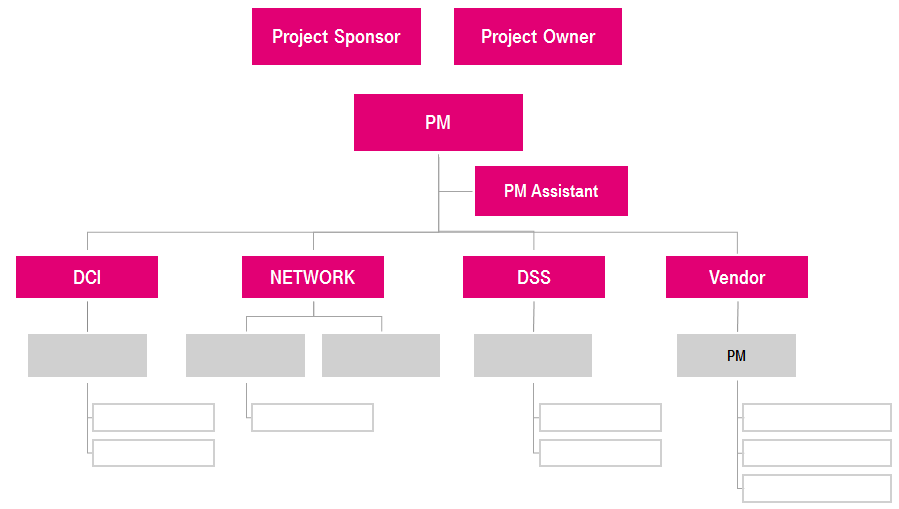 Project Sponsor
Project Owner
PM
PM Assistant
DCI
NETWORK
DSS
Vendor
PM